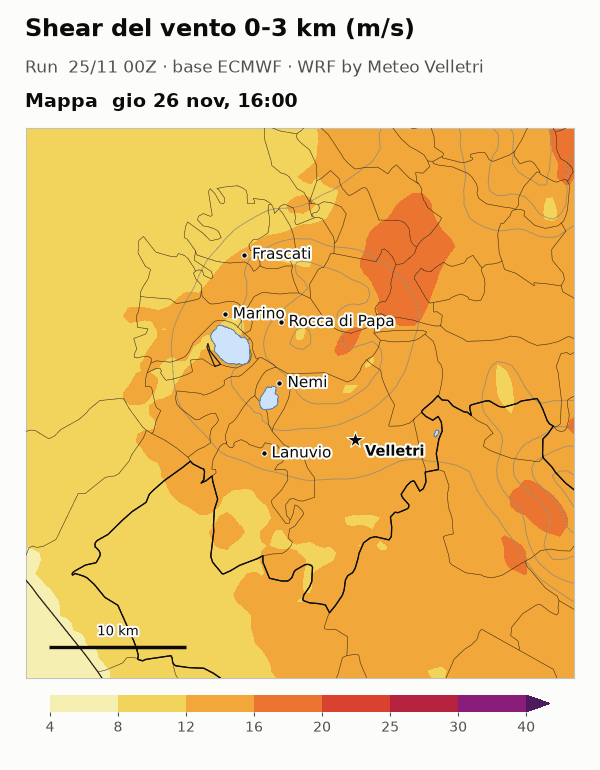 Shear del vento 0-3 km (m/s)
Run  25/11 00Z · base ECMWF · WRF by Meteo Velletri
Mappa  gio 26 nov, 16:00
Frascati
Marino
Rocca di Papa
Nemi
Velletri
Lanuvio
10 km
4 8 12 16 20 25 30 40